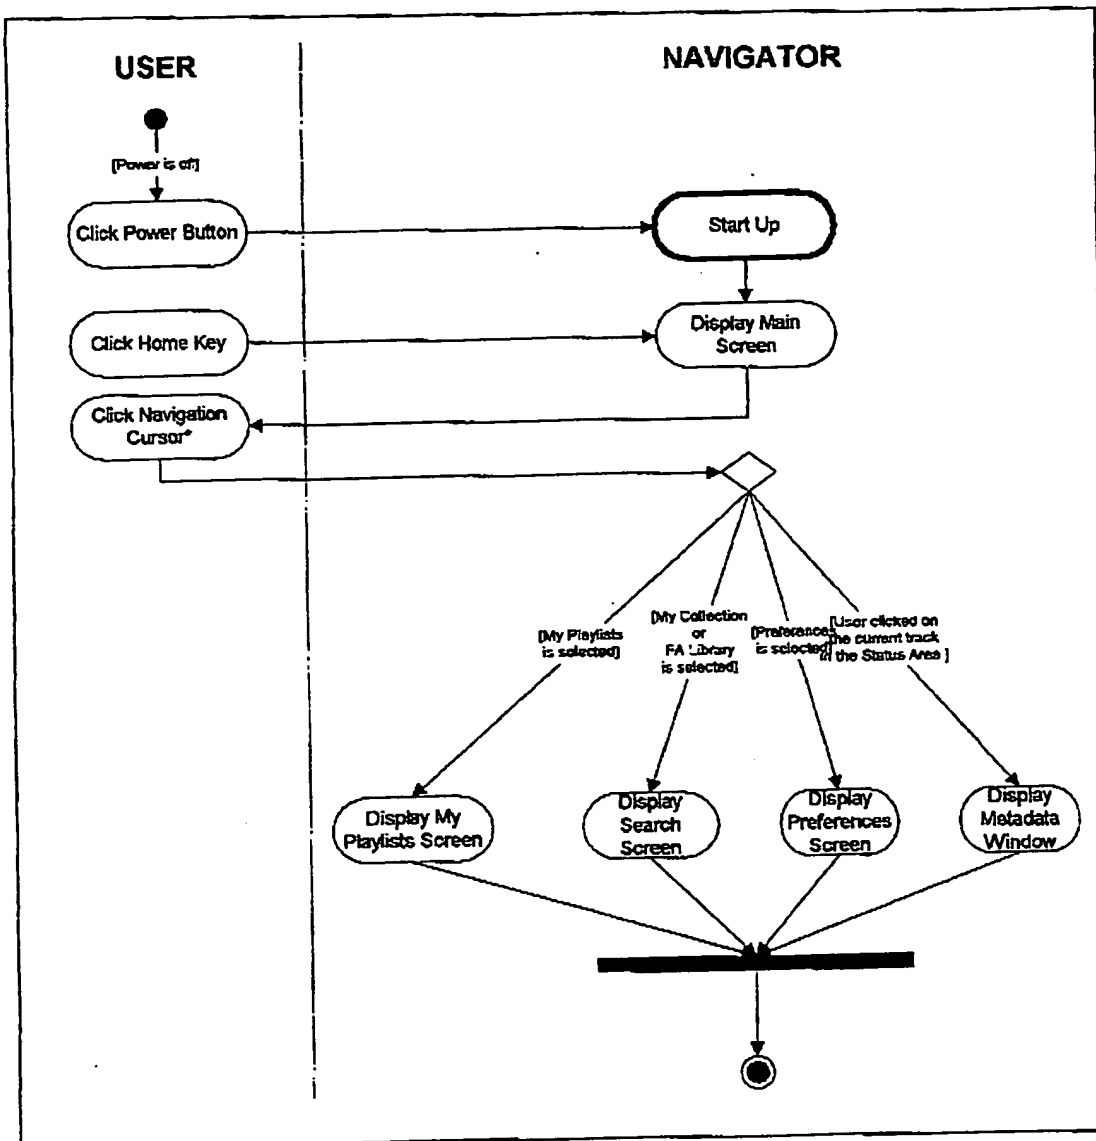 USER
NAVIGATOR
[Power is off]
Click Power Button
Start Up
Click Home Key
Display Main
Screen
Click Navigation
Cursor*
[My Playlists
is selected]
[My Collection
or
FA Library
is selected]
[Preferences
is selected]
[User clicked on
the current track
in the Status Area ]
Display My
Playlists Screen
Display
Search
Screen
Display
Preferences
Screen
Display
Metadata
Window